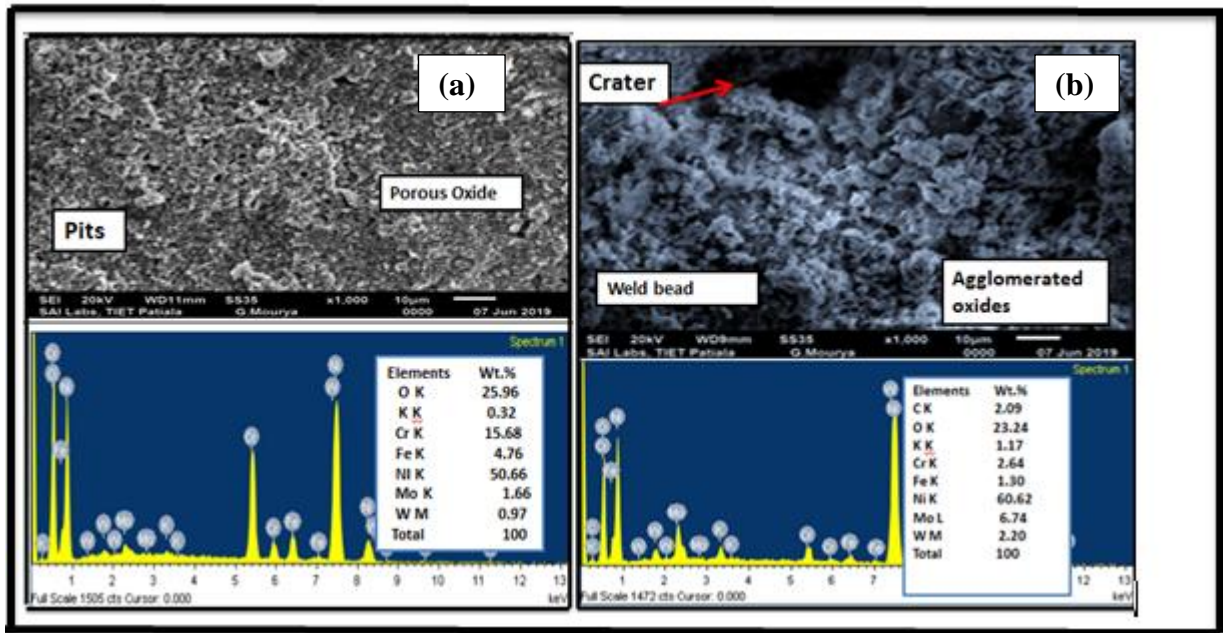 (a)
Porous Oxide
Pits
SEI 20kV WD11mm SS35 x1,000 10µm
SAI Labs, TIET Patiala G.Mourya 0000 07 Jun 2019
Spectrum 1
Elements Wt.%
O K 25.96
K K 0.32
Cr K 15.68
Fe K 4.76
NI K 50.66
Mo K 1.66
W M 0.97
Total 100
1 2 3 4 5 6 7 8 9 10 11 12 13
Full Scale 1505 cts Cursor: 0.000 keV
Crater
(b)
Weld bead
Agglomerated
oxides
SEI 20kV WD9mm SS35 x1,000 10µm
SAI Labs, TIET Patiala G.Mourya 0000 07 Jun 2019
Spectrum 1
Elements Wt.%
C K 2.09
O K 23.24
K K 1.17
Cr K 2.64
Fe K 1.30
Ni K 60.62
Mo L 6.74
W M 2.20
Total 100
1 2 3 4 5 6 7 12 13
Full Scale 1472 cts Cursor: 0.000 keV